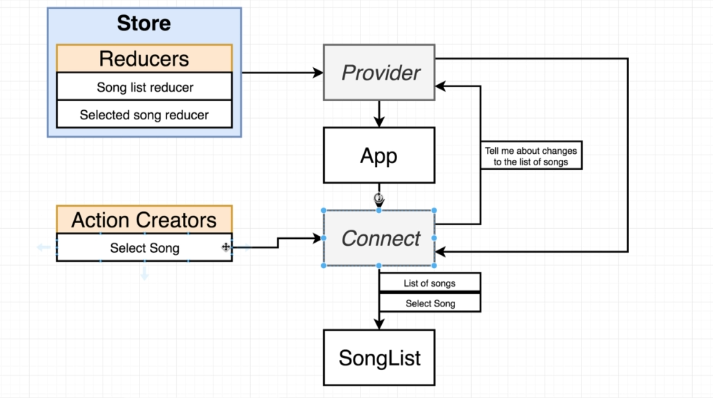 Store
Reducers
Song list reducer
Selected song reducer
Provider
App
Tell me about changes
to the list of songs
Action Creators
Select Song
Connect
List of songs
Select Song
SongList